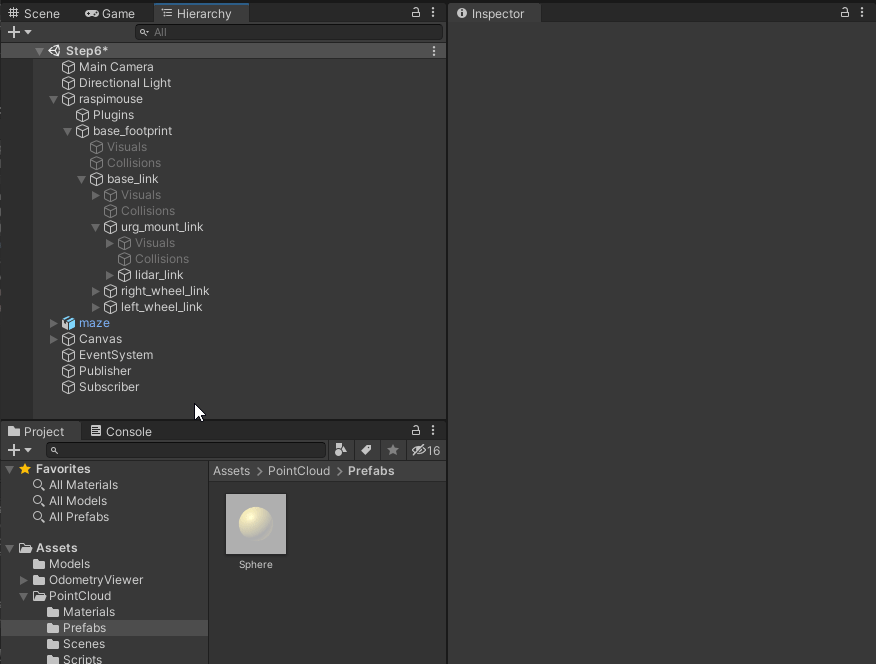 Scene Game Hierarchy
All
Step6*
Main Camera
Directional Light
raspimouse
Plugins
base_footprint
Visuals
Collisions
base_link
Visuals
Collisions
urg_mount_link
Visuals
Collisions
lidar_link
right_wheel_link
left_wheel_link
maze
Canvas
EventSystem
Publisher
Subscriber
Inspector
Project Console
16
Favorites
All Materials
All Models
All Prefabs
Assets
Models
OdometryViewer
PointCloud
Materials
Prefabs
Scenes
Scripts
Assets > PointCloud > Prefabs
Sphere